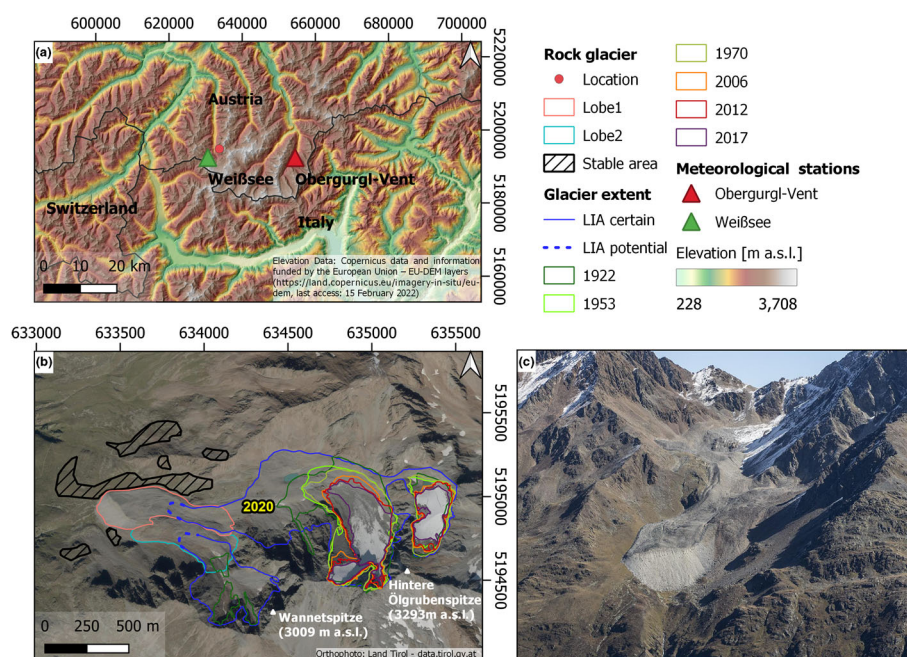 600000 620000 640000 660000 680000 700000
(a)
Austria
Weißsee
Obergurgl-Vent
Switzerland
Italy
0 10 20 km
Elevation Data: Copernicus data and information
funded by the European Union – EU-DEM layers
(https://land.copernicus.eu/imagery-in-situ/eu-
dem, last access: 15 February 2022)
5220000
5200000
5180000
5160000
Rock glacier
Location
Lobe1
Lobe2
Stable area
Glacier extent
LIA certain
LIA potential
1922
1953
1970
2006
2012
2017
Meteorological stations
Obergurgl-Vent
Weißsee
Elevation [m a.s.l.]
228 3,708
633000 633500 634000 634500 635000 635500
(b)
2020
Hintere
Ölgrubenspitze
(3293m a.s.l.)
Wannetspitze
(3009 m a.s.l.)
0 250 500 m
Orthophoto: Land Tirol - data.tirol.gv.at
5195500
5195000
5194500
(c)